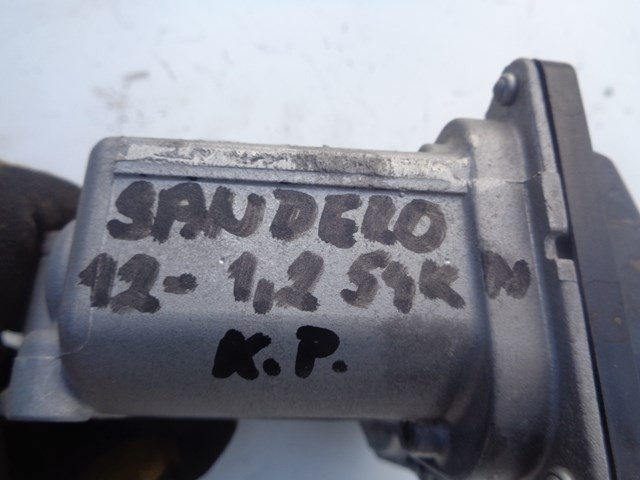 SANDERO
12- 1,2 54KW
K.P.